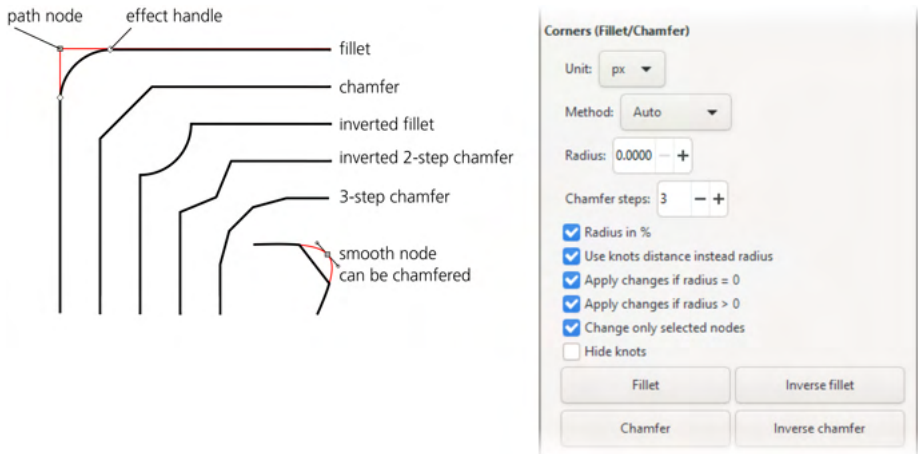 path node
effect handle
fillet
chamfer
inverted fillet
inverted 2-step chamfer
3-step chamfer
smooth node
can be chamfered
Corners (Fillet/Chamfer)
Unit: px
Method: Auto
Radius: 0.0000 − +
Chamfer steps: 3 − +
Radius in %
Use knots distance instead radius
Apply changes if radius = 0
Apply changes if radius > 0
Change only selected nodes
Hide knots
Fillet
Inverse fillet
Chamfer
Inverse chamfer